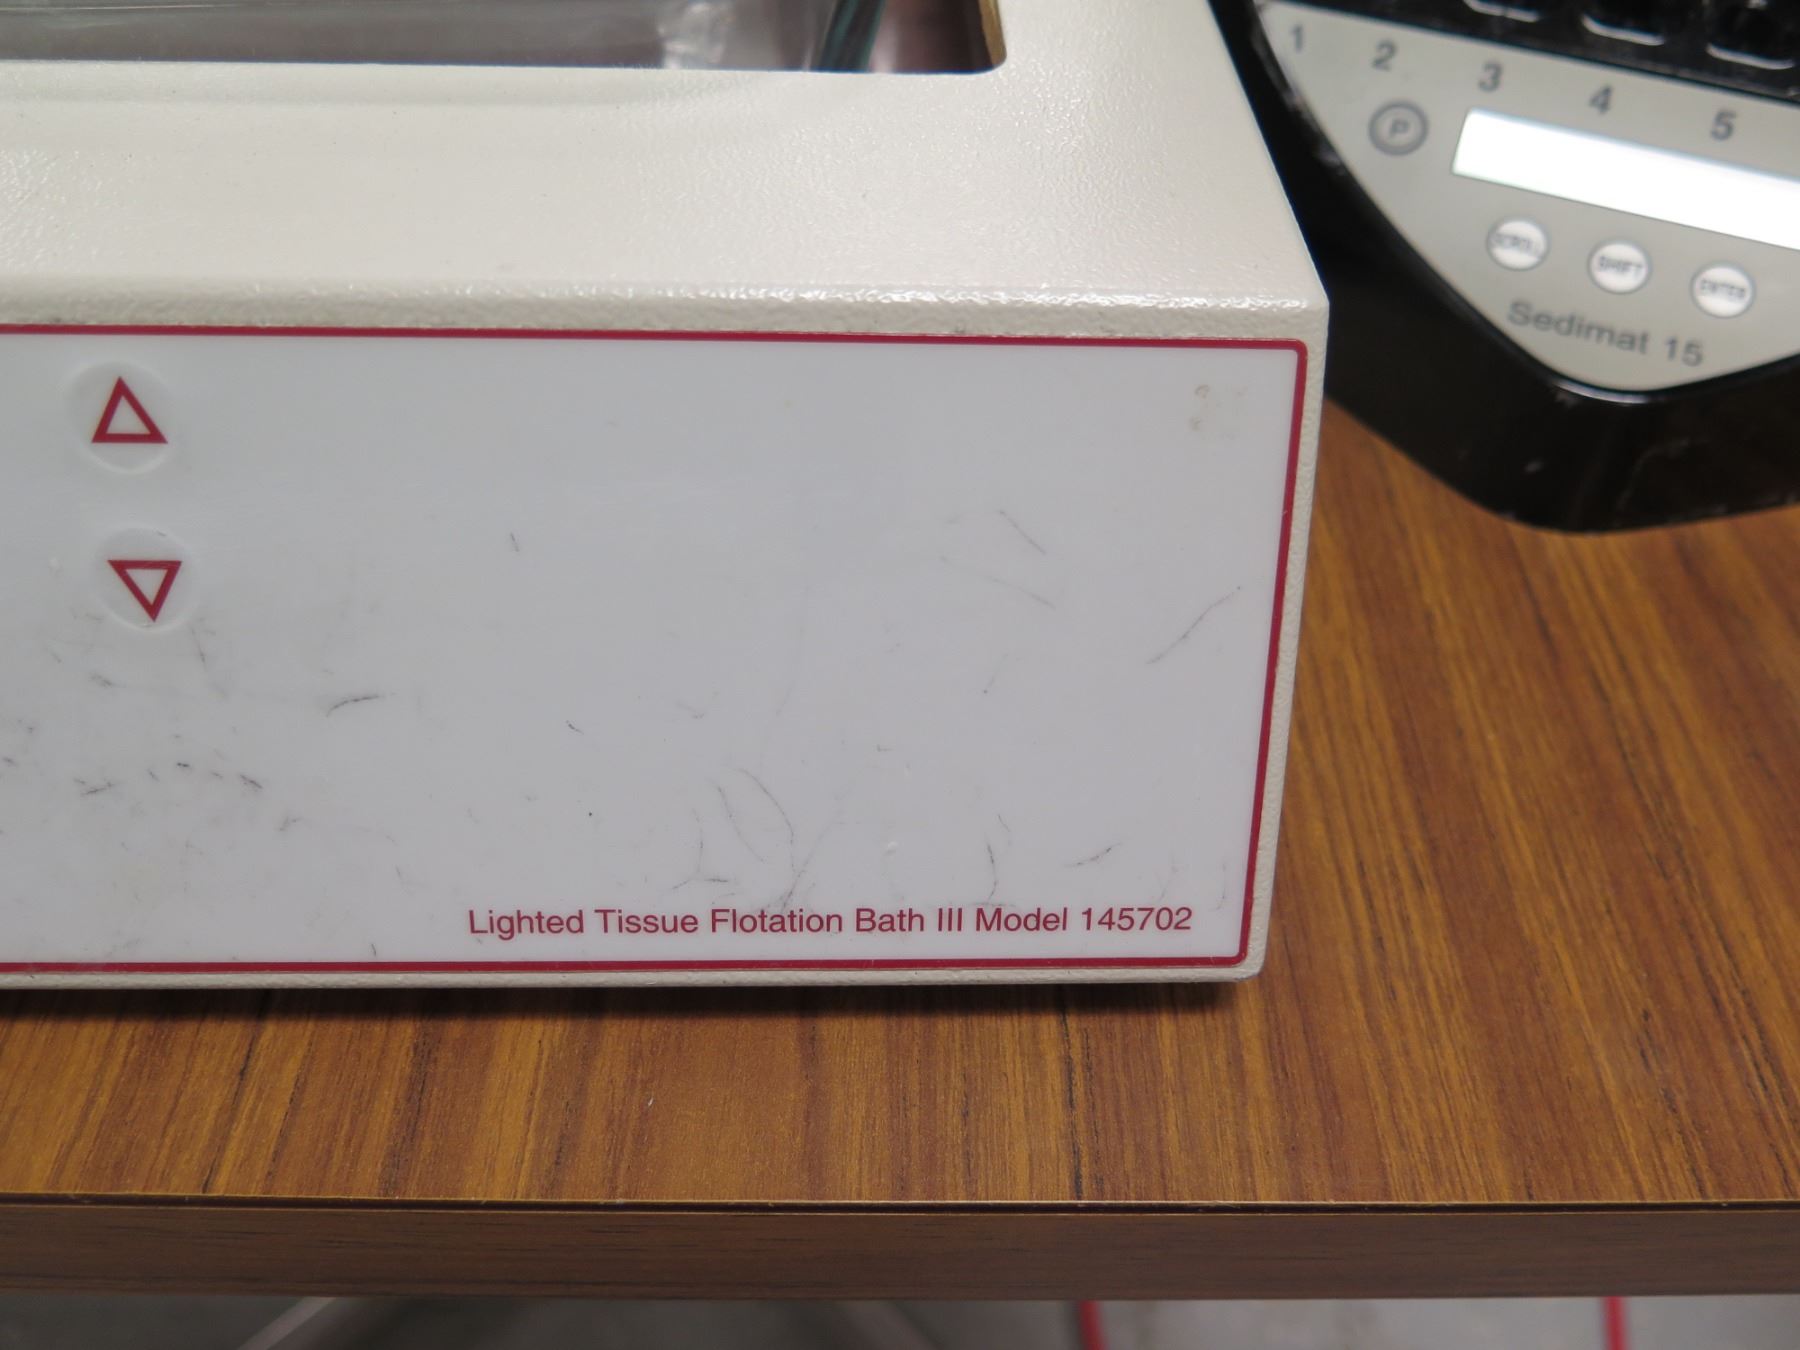 1 2 3 4 5
P
SCROLL SHIFT ENTER
Sedimat 15
Lighted Tissue Flotation Bath III Model 145702